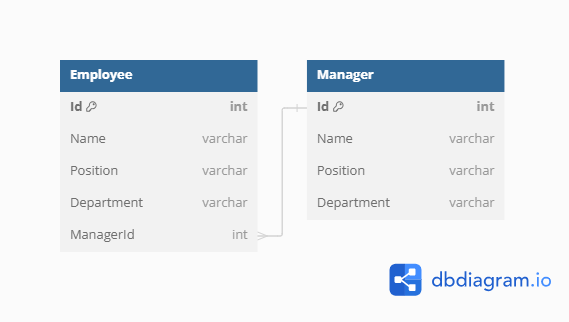 Employee
Id int
Name varchar
Position varchar
Department varchar
ManagerId int
Manager
Id int
Name varchar
Position varchar
Department varchar
dbdiagram.io